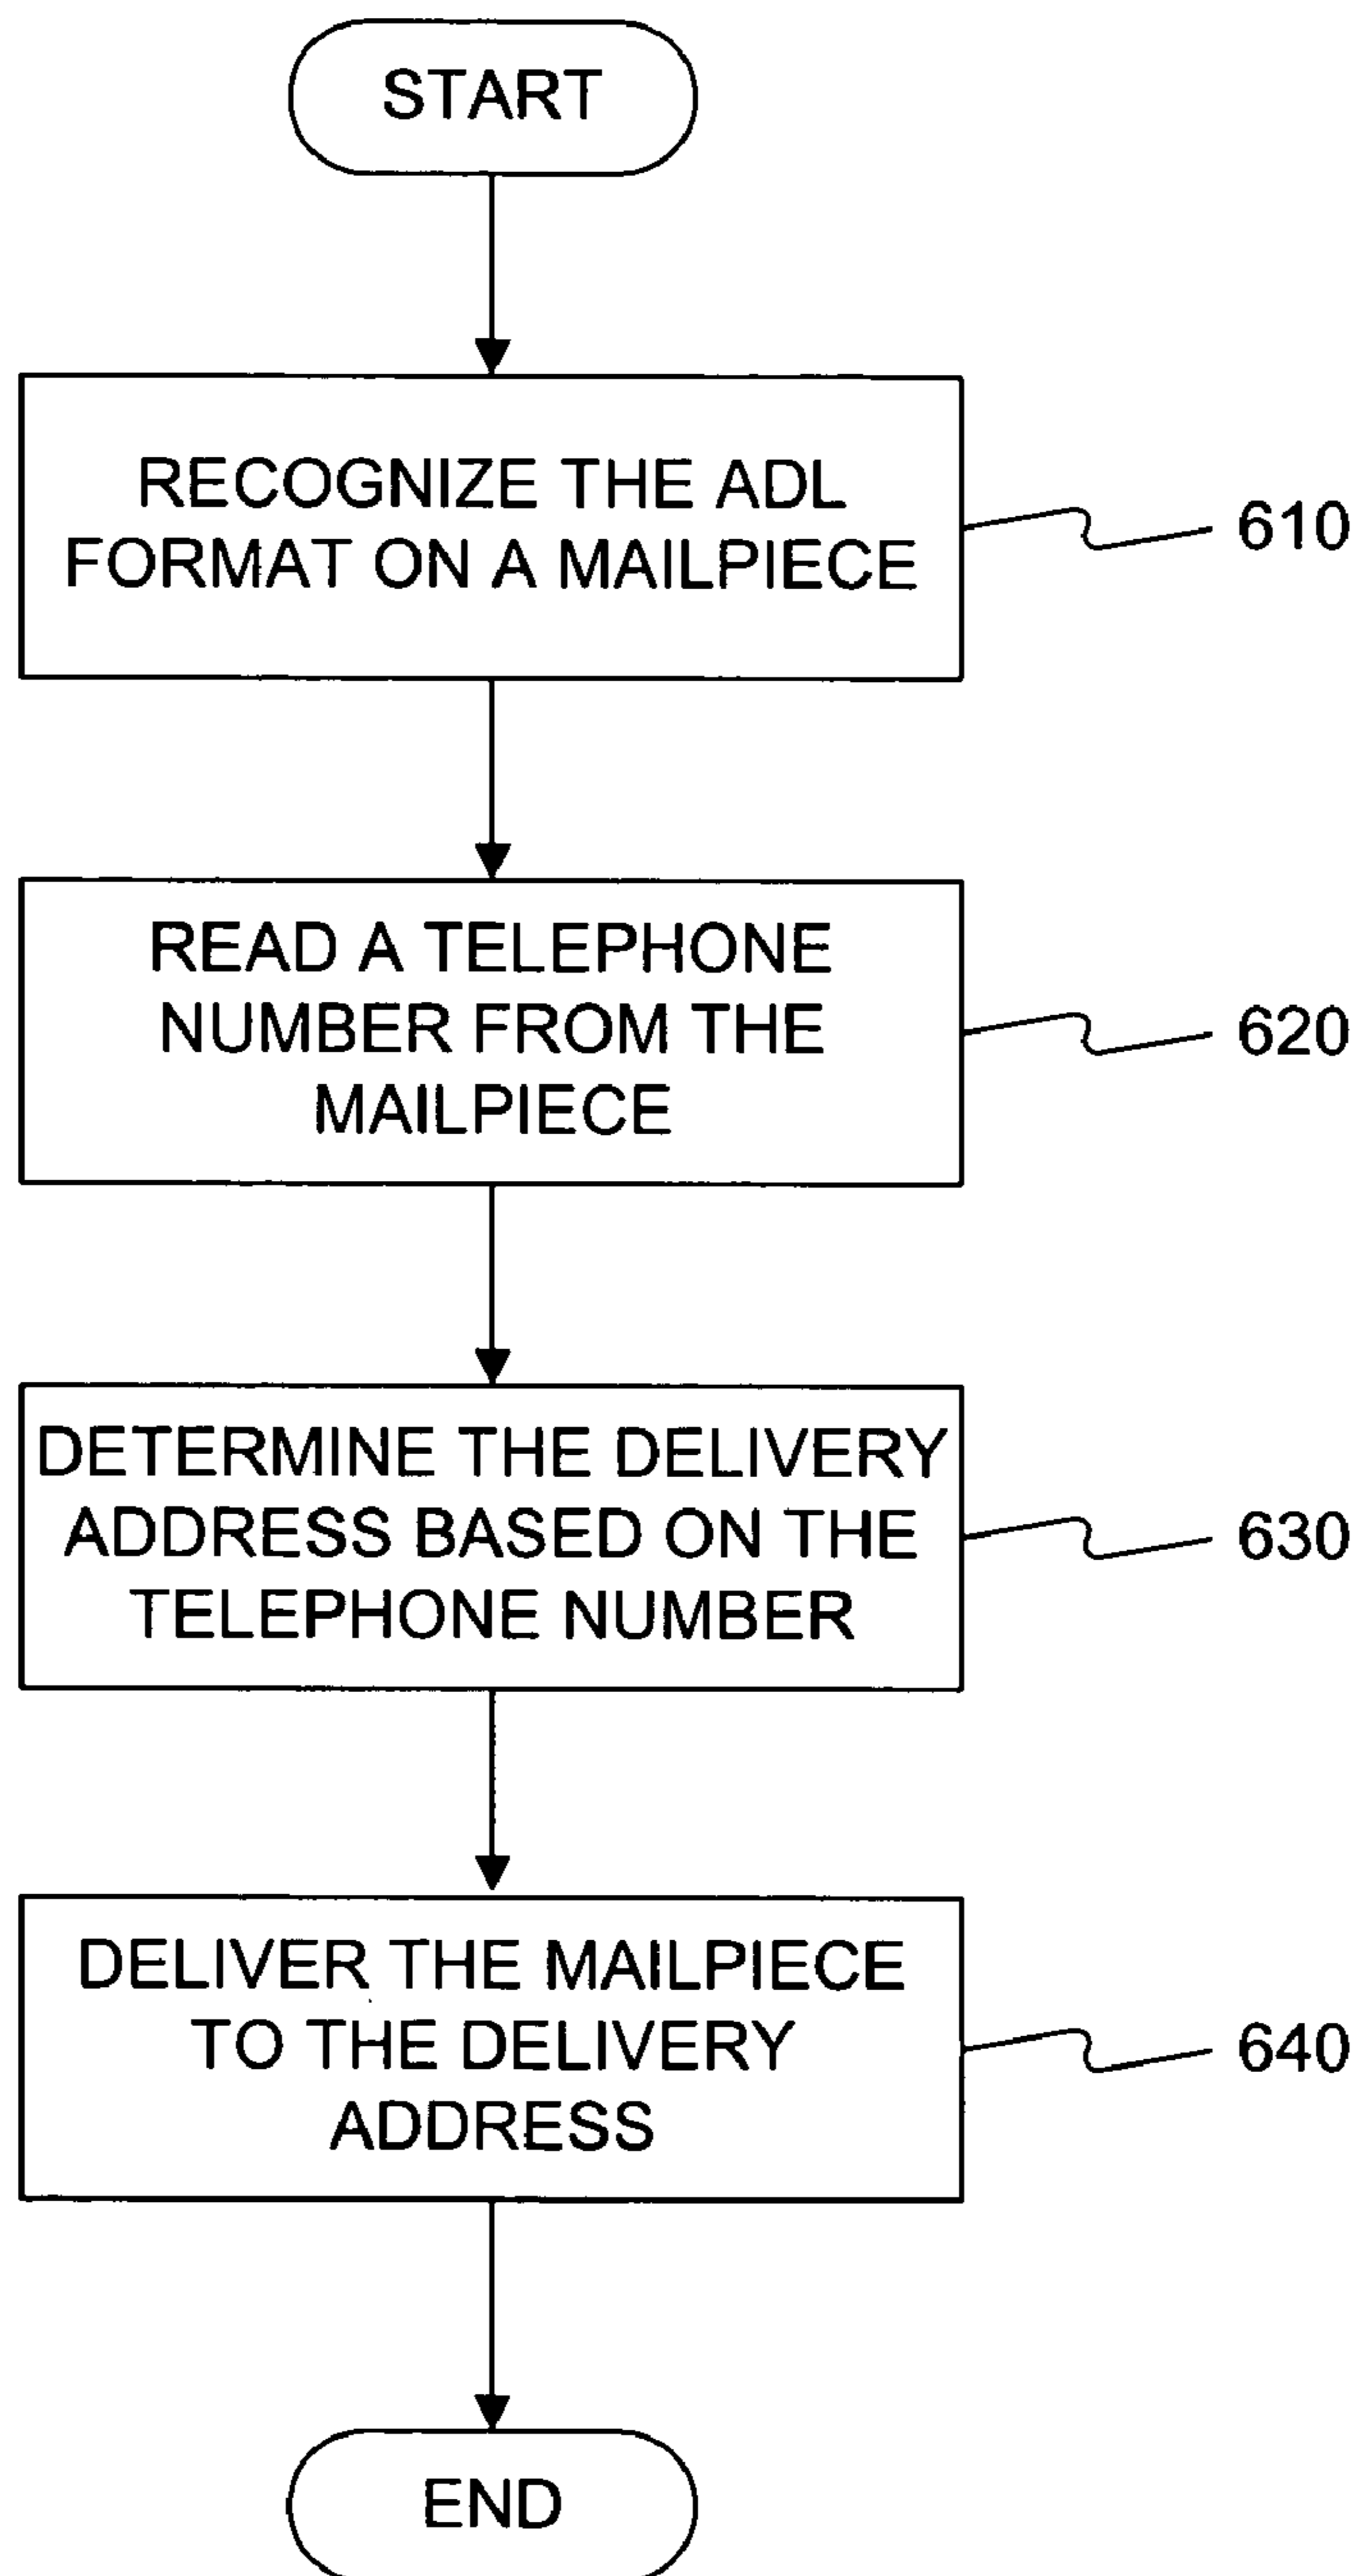 START
RECOGNIZE THE ADL
FORMAT ON A MAILPIECE
610
READ A TELEPHONE
NUMBER FROM THE
MAILPIECE
620
DETERMINE THE DELIVERY
ADDRESS BASED ON THE
TELEPHONE NUMBER
630
DELIVER THE MAILPIECE
TO THE DELIVERY
ADDRESS
640
END